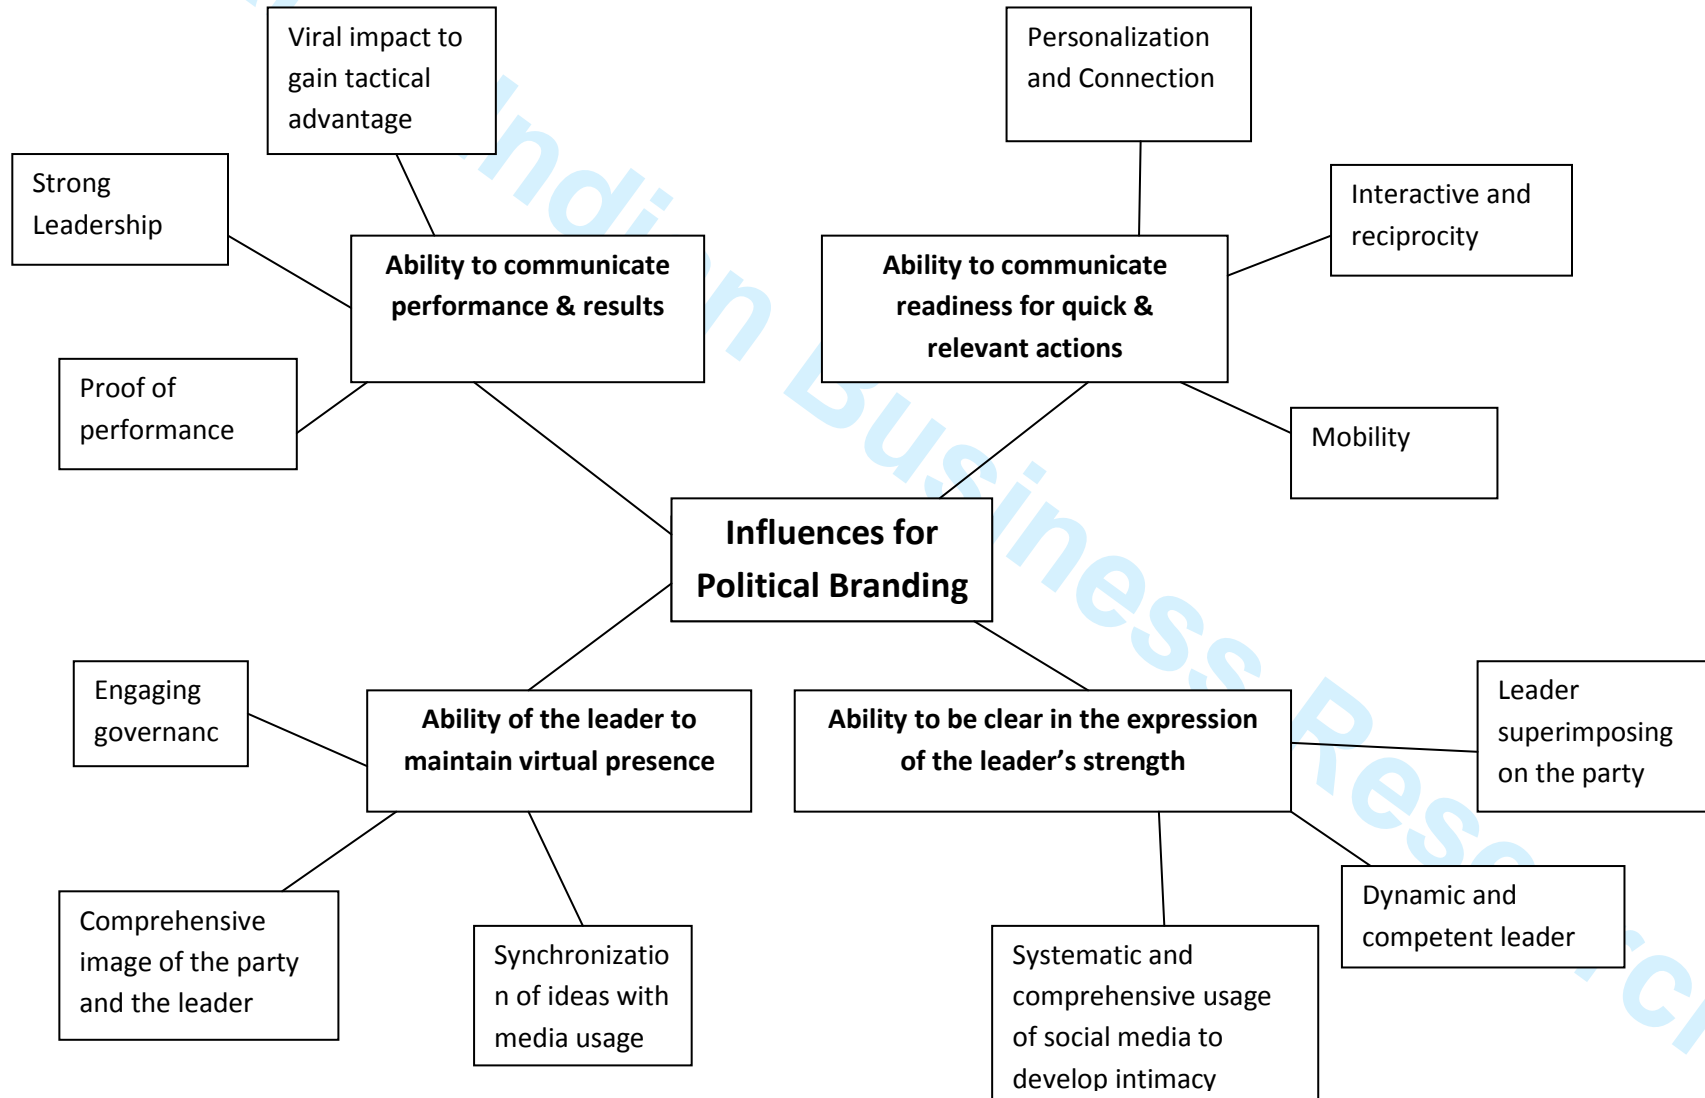 Viral impact to
gain tactical
advantage
Personalization
and Connection
Strong
Leadership
Interactive and
reciprocity
Ability to communicate
performance & results
Ability to communicate
readiness for quick &
relevant actions
Proof of
performance
Mobility
Influences for
Political Branding
Engaging
governanc
Ability of the leader to
maintain virtual presence
Ability to be clear in the expression
of the leader’s strength
Leader
superimposing
on the party
Comprehensive
image of the party
and the leader
Synchronizatio
n of ideas with
media usage
Systematic and
comprehensive usage
of social media to
develop intimacy
Dynamic and
competent leader
Indian Business Research